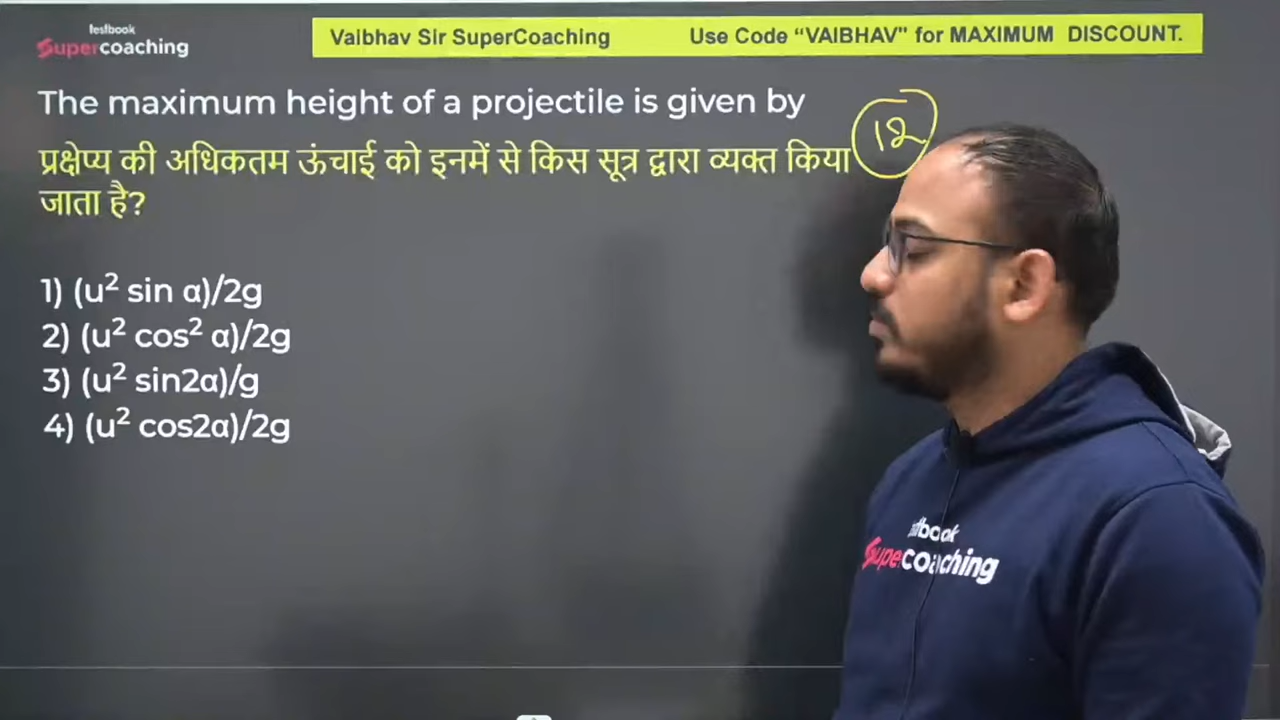 testbook
Supercoaching
Vaibhav Sir SuperCoaching
Use Code “VAIBHAV" for MAXIMUM DISCOUNT.
The maximum height of a projectile is given by
12
प्रक्षेप्य की अधिकतम ऊंचाई को इनमें से किस सूत्र द्वारा व्यक्त किया
जाता है?
1) (u² sin α)/2g
2) (u² cos² α)/2g
3) (u² sin2α)/g
4) (u² cos2α)/2g
testbook
Supercoaching